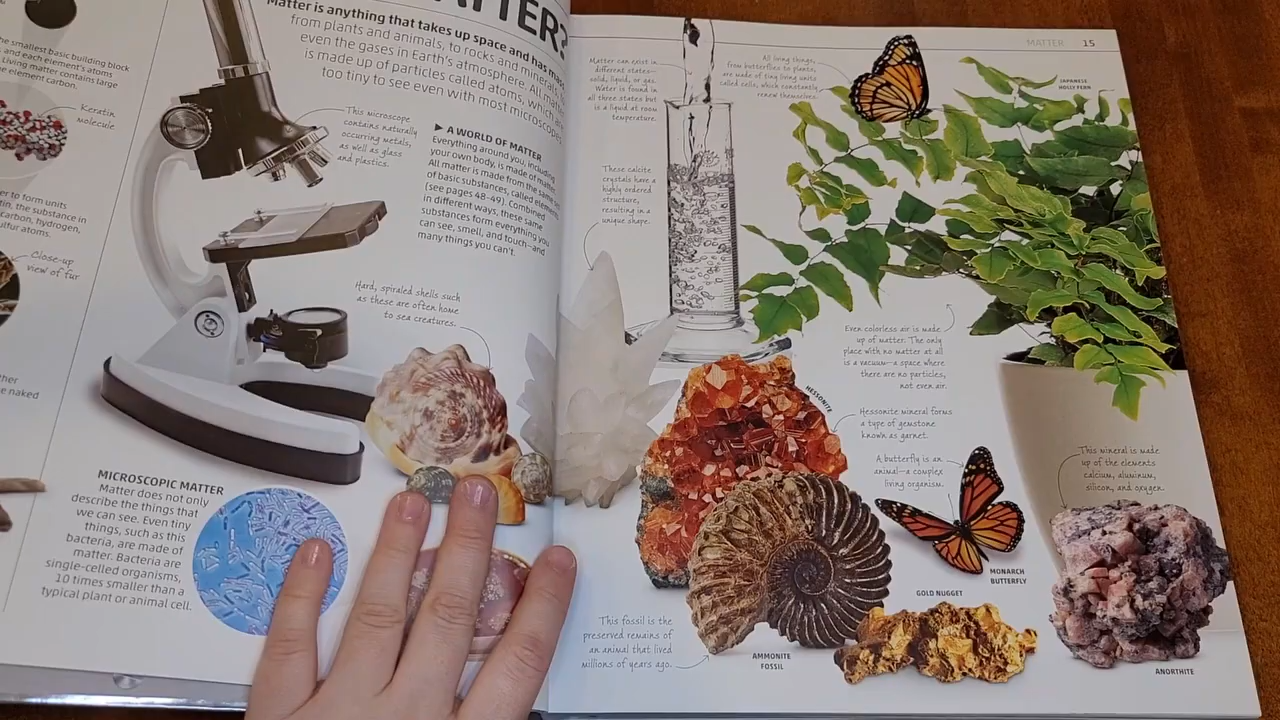 MATTER?
Matter is anything that takes up space and has
from plants and animals, to rocks and minerals,
even the gases in Earth's atmosphere. All
is made up of particles called atoms, which are
too tiny to see even with most microscopes.
smallest basic building block
and each element's atoms
Living matter contains large
element carbon.
Keratin
molecule
to form units
the substance in
carbon, hydrogen,
sulfur atoms.
Close-up
view of fur
naked
This microscope
contains naturally
occurring metals,
as well as glass
and plastics.
▶ A WORLD OF MATTER
Everything around you, including
your own body, is made of matter.
All matter is made from the same
of basic substances, called elements
(see pages 48-49). Combined
in different ways, these same
substances form everything you
can see, smell, and touch—and
many things you can't.
Hard, spiraled shells such
as these are often home
to sea creatures.
MICROSCOPIC MATTER
Matter does not only
describe the things that
we can see. Even tiny
things, such as this
bacteria, are made of
matter. Bacteria are
single-celled organisms,
10 times smaller than a
typical plant or animal cell.
MATTER 15
Matter can exist in
different states—
solid, liquid, or gas.
Water is found in
all three states but
is a liquid at room
temperature.
All living things,
from butterflies to plants,
are made of tiny living units
called cells, which constantly
renew themselves.
JAPANESE
HOLLY FERN
These calcite
crystals have a
highly ordered
structure,
resulting in a
unique shape.
Even colorless air is made
up of matter. The only
place with no matter at all
is a vacuum—a space where
there are no particles,
not even air.
HESSONITE
Hessonite mineral forms
a type of gemstone
known as garnet.
A butterfly is an
animal—a complex
living organism.
This mineral is made
up of the elements
calcium, aluminum,
silicon, and oxygen.
MONARCH
BUTTERFLY
GOLD NUGGET
This fossil is the
preserved remains of
an animal that lived
millions of years ago.
AMMONITE
FOSSIL
ANORTHITE